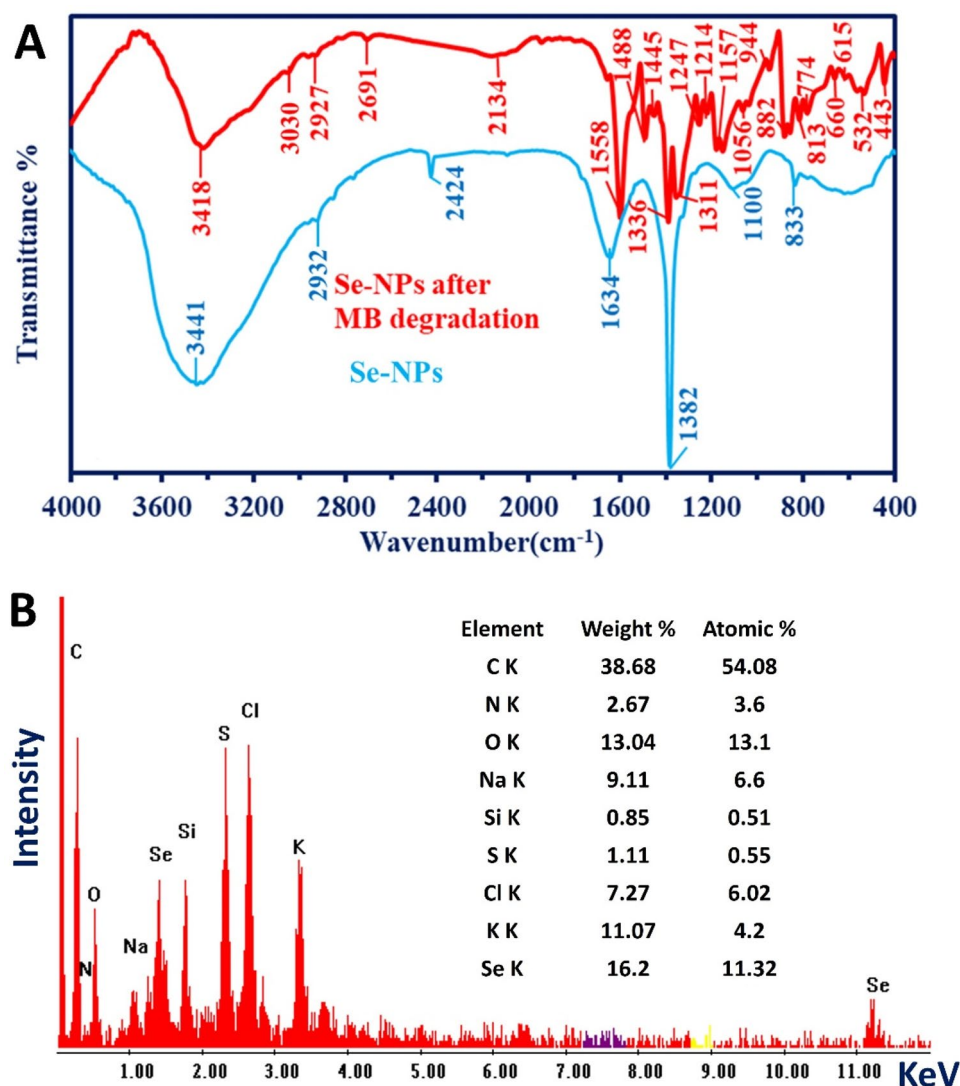 A
Transmittance %
3418
3030
2927
2691
2134
1558
1488
1445
1336
1311
1247
1214
1157
1056
944
882
813
774
660
615
532
443
3441
2932
2424
1634
1382
1100
833
Se-NPs after
MB degradation
Se-NPs
4000 3600 3200 2800 2400 2000 1600 1200 800 400
Wavenumber(cm⁻¹)
B
Intensity
C
N
O
Na
Se
Si
S
Cl
K
Se
Element Weight % Atomic %
C K 38.68 54.08
N K 2.67 3.6
O K 13.04 13.1
Na K 9.11 6.6
Si K 0.85 0.51
S K 1.11 0.55
Cl K 7.27 6.02
K K 11.07 4.2
Se K 16.2 11.32
1.00 2.00 3.00 4.00 5.00 6.00 7.00 8.00 9.00 10.00 11.00 KeV